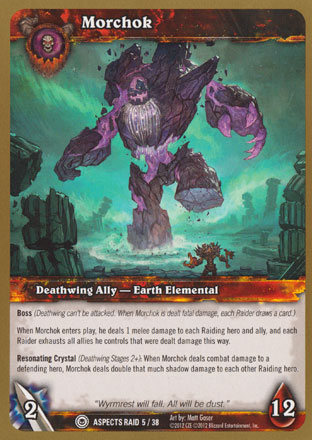 Morchok
Deathwing Ally — Earth Elemental
Boss (Deathwing can't be attacked. When Morchok is dealt fatal damage, each Raider draws a card.)
When Morchok enters play, he deals 1 melee damage to each Raiding hero and ally, and each
Raider exhausts all allies he controls that were dealt damage this way.
Resonating Crystal (Deathwing Stages 2+): When Morchok deals combat damage to a
defending hero, Morchok deals double that much shadow damage to each other Raiding hero.
"Wyrmrest will fall. All will be dust."
2
ASPECTS RAID 5 / 38
Art by: Matt Gaser
©2012 CZE ©2012 Blizzard Entertainment, Inc.
12